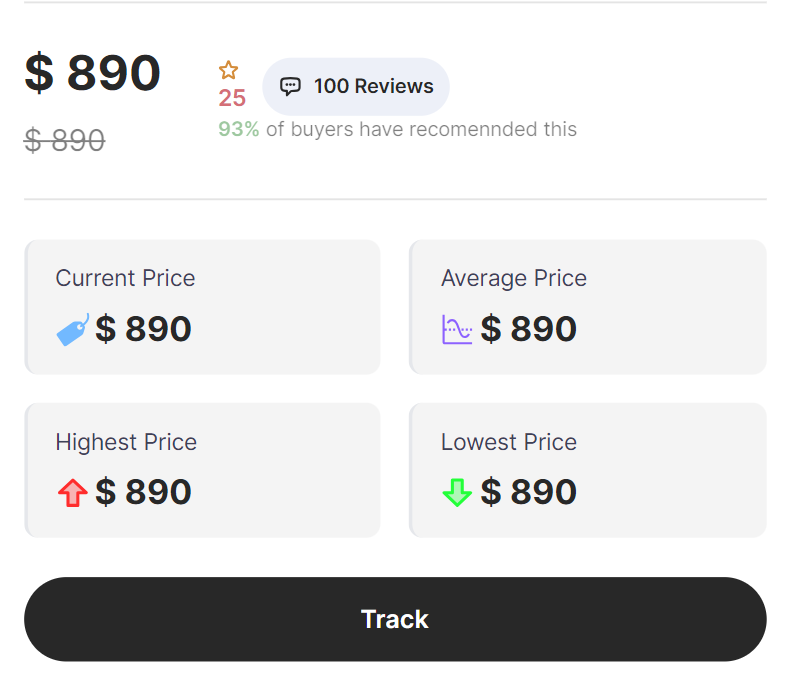 $ 890
$ 890
25
100 Reviews
93% of buyers have recomennded this
Current Price
$ 890
Average Price
$ 890
Highest Price
$ 890
Lowest Price
$ 890
Track